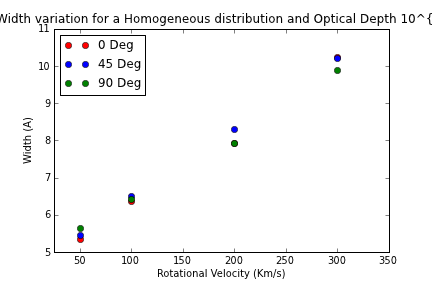 Width variation for a Homogeneous distribution and Optical Depth 10^{
11
10
9
8
7
6
5
Width (A)
0 Deg
45 Deg
90 Deg
50 100 150 200 250 300 350
Rotational Velocity (Km/s)